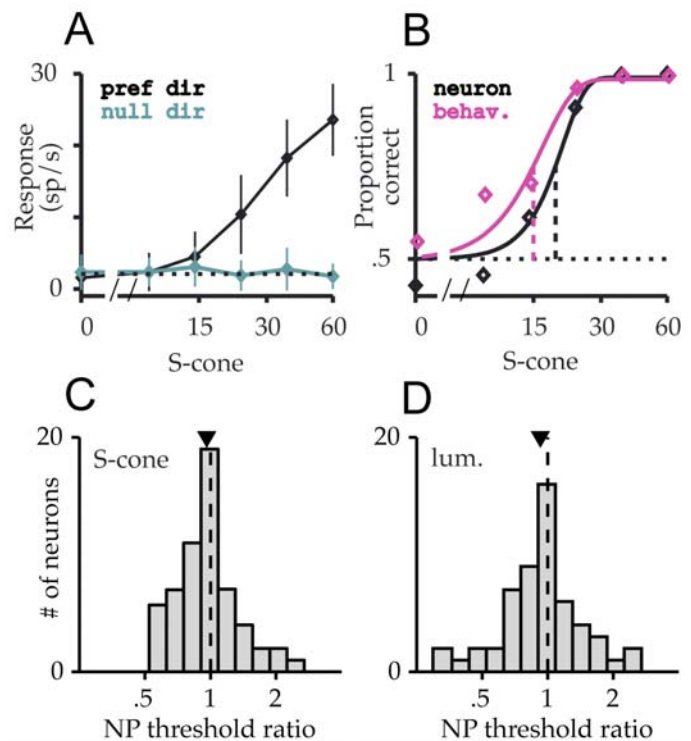 A
30
pref dir
null dir
Response
(sp/s)
0
0 // 15 30 60
S-cone
B
1
neuron
behav.
Proportion
correct
.5
0 // 15 30 60
S-cone
C
20
S-cone
# of neurons
0
.5 1 2
NP threshold ratio
D
20
lum.
0
.5 1 2
NP threshold ratio